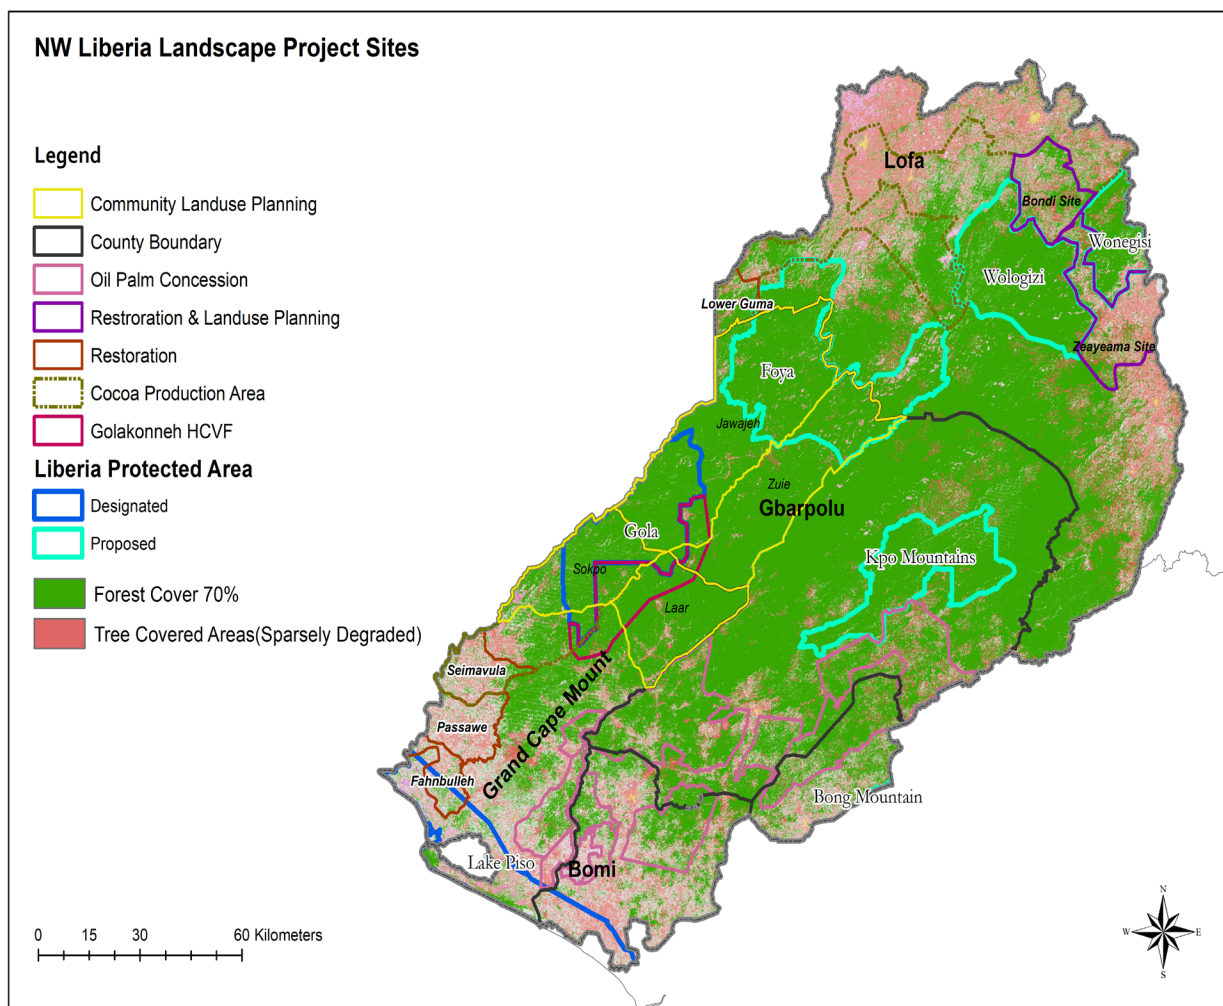 NW Liberia Landscape Project Sites
Legend
Community Landuse Planning
County Boundary
Oil Palm Concession
Restroration & Landuse Planning
Restoration
Cocoa Production Area
Golakonneh HCVF
Liberia Protected Area
Designated
Proposed
Forest Cover 70%
Tree Covered Areas(Sparsely Degraded)
Lofa
Bondi Site
Wonegisi
Wologizi
Lower Guma
Zeayeama Site
Foya
Jawajeh
Zuie
Gbarpolu
Gola
Kpo Mountains
Sokpo
Laar
Seimavula
Passawe
Grand Cape Mount
Fahnbulleh
Bong Mountain
Lake Piso
Bomi
N
W E
S
0 15 30 60 Kilometers